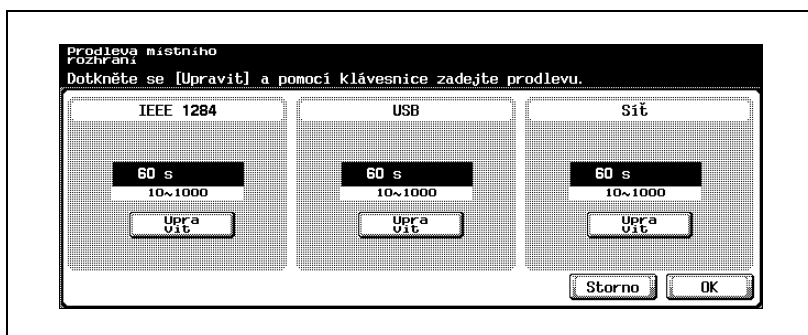 Prodleva místního
rozhraní
Dotkněte se [Upravit] a pomocí klávesnice zadejte prodlevu.
IEEE 1284
USB
Síť
60 s
60 s
60 s
10~1000
10~1000
10~1000
Upra
vit
Upra
vit
Upra
vit
Storno
OK